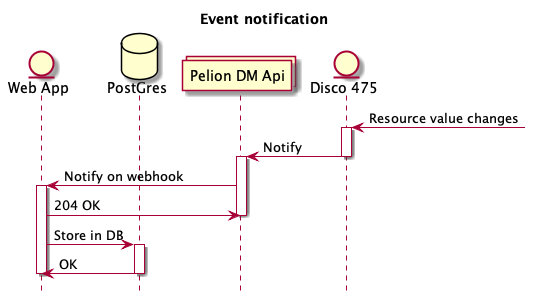 Event notification
Web App
PostGres
Pelion DM Api
Disco 475
Resource value changes
Notify
Notify on webhook
204 OK
Store in DB
OK